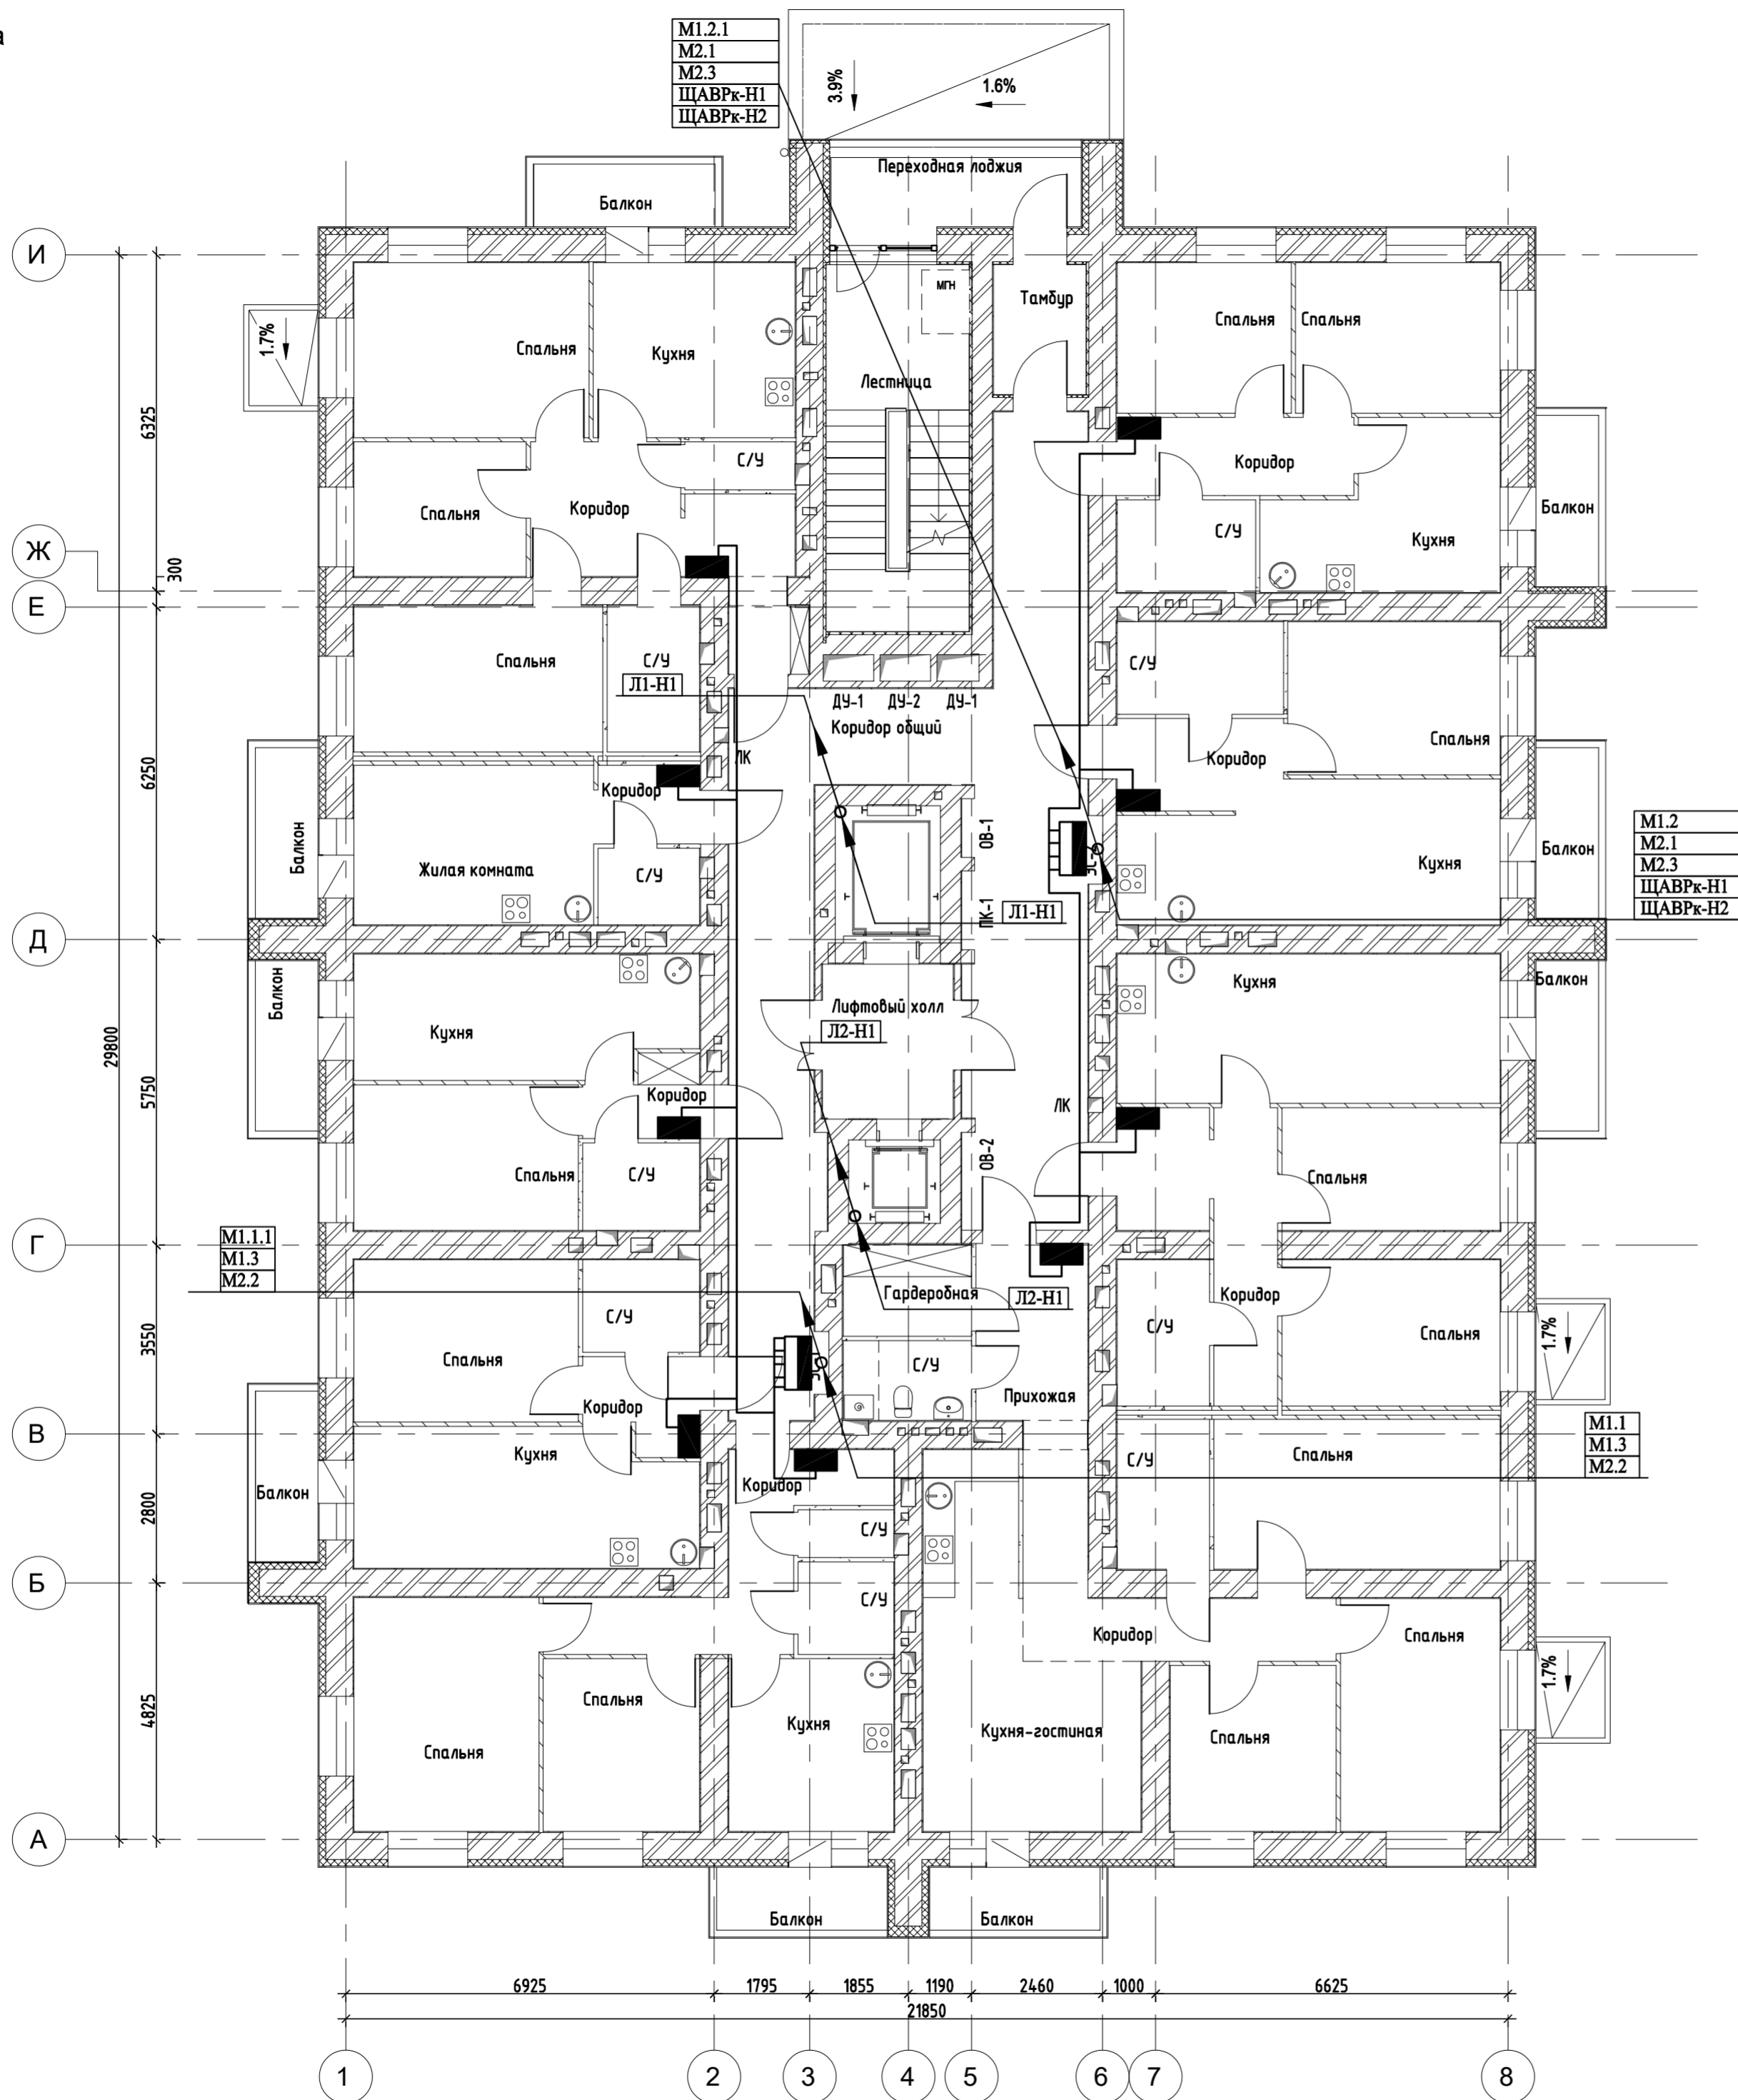 а
М1.2.1
М2.1
М2.3
ЩАВРк-Н1
ЩАВРк-Н2
3.9%
1.6%
Переходная лоджия
Балкон
И
МГН
Тамбур
1.7%
Спальня
Кухня
Лестница
Спальня
Спальня
6325
С/У
Коридор
Спальня
Коридор
Балкон
С/У
Кухня
Ж
300
Е
Спальня
С/У
Л1-Н1
С/У
ДУ-1
ДУ-2
ДУ-1
Коридор общий
Спальня
Коридор
ЛК
6250
Коридор
Балкон
Жилая комната
С/У
ОВ-1
ПК-1
Л1-Н1
Кухня
Балкон
М1.2
М2.1
М2.3
ЩАВРк-Н1
ЩАВРк-Н2
Д
Балкон
Кухня
Лифтовый холл
Л2-Н1
Кухня
Балкон
29800
5750
Коридор
ЛК
ОВ-2
Спальня
С/У
Спальня
Г
М1.1.1
М1.3
М2.2
Гардеробная
Л2-Н1
Коридор
3550
С/У
Спальня
С/У
Прихожая
С/У
Спальня
1.7%
В
Коридор
Кухня
М1.1
М1.3
М2.2
Балкон
Коридор
С/У
Спальня
2800
С/У
Б
С/У
Коридор
Спальня
4825
Спальня
Спальня
Кухня
Кухня-гостиная
Спальня
1.7%
А
Балкон
Балкон
6925
1795
1855
1190
2460
1000
6625
21850
1
2
3
4
5
6
7
8